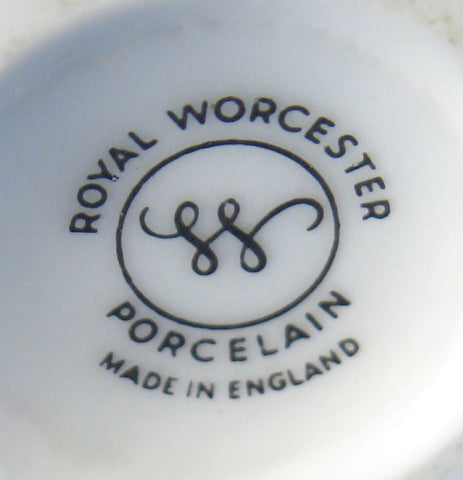 ROYAL WORCESTER
PORCELAIN
MADE IN ENGLAND